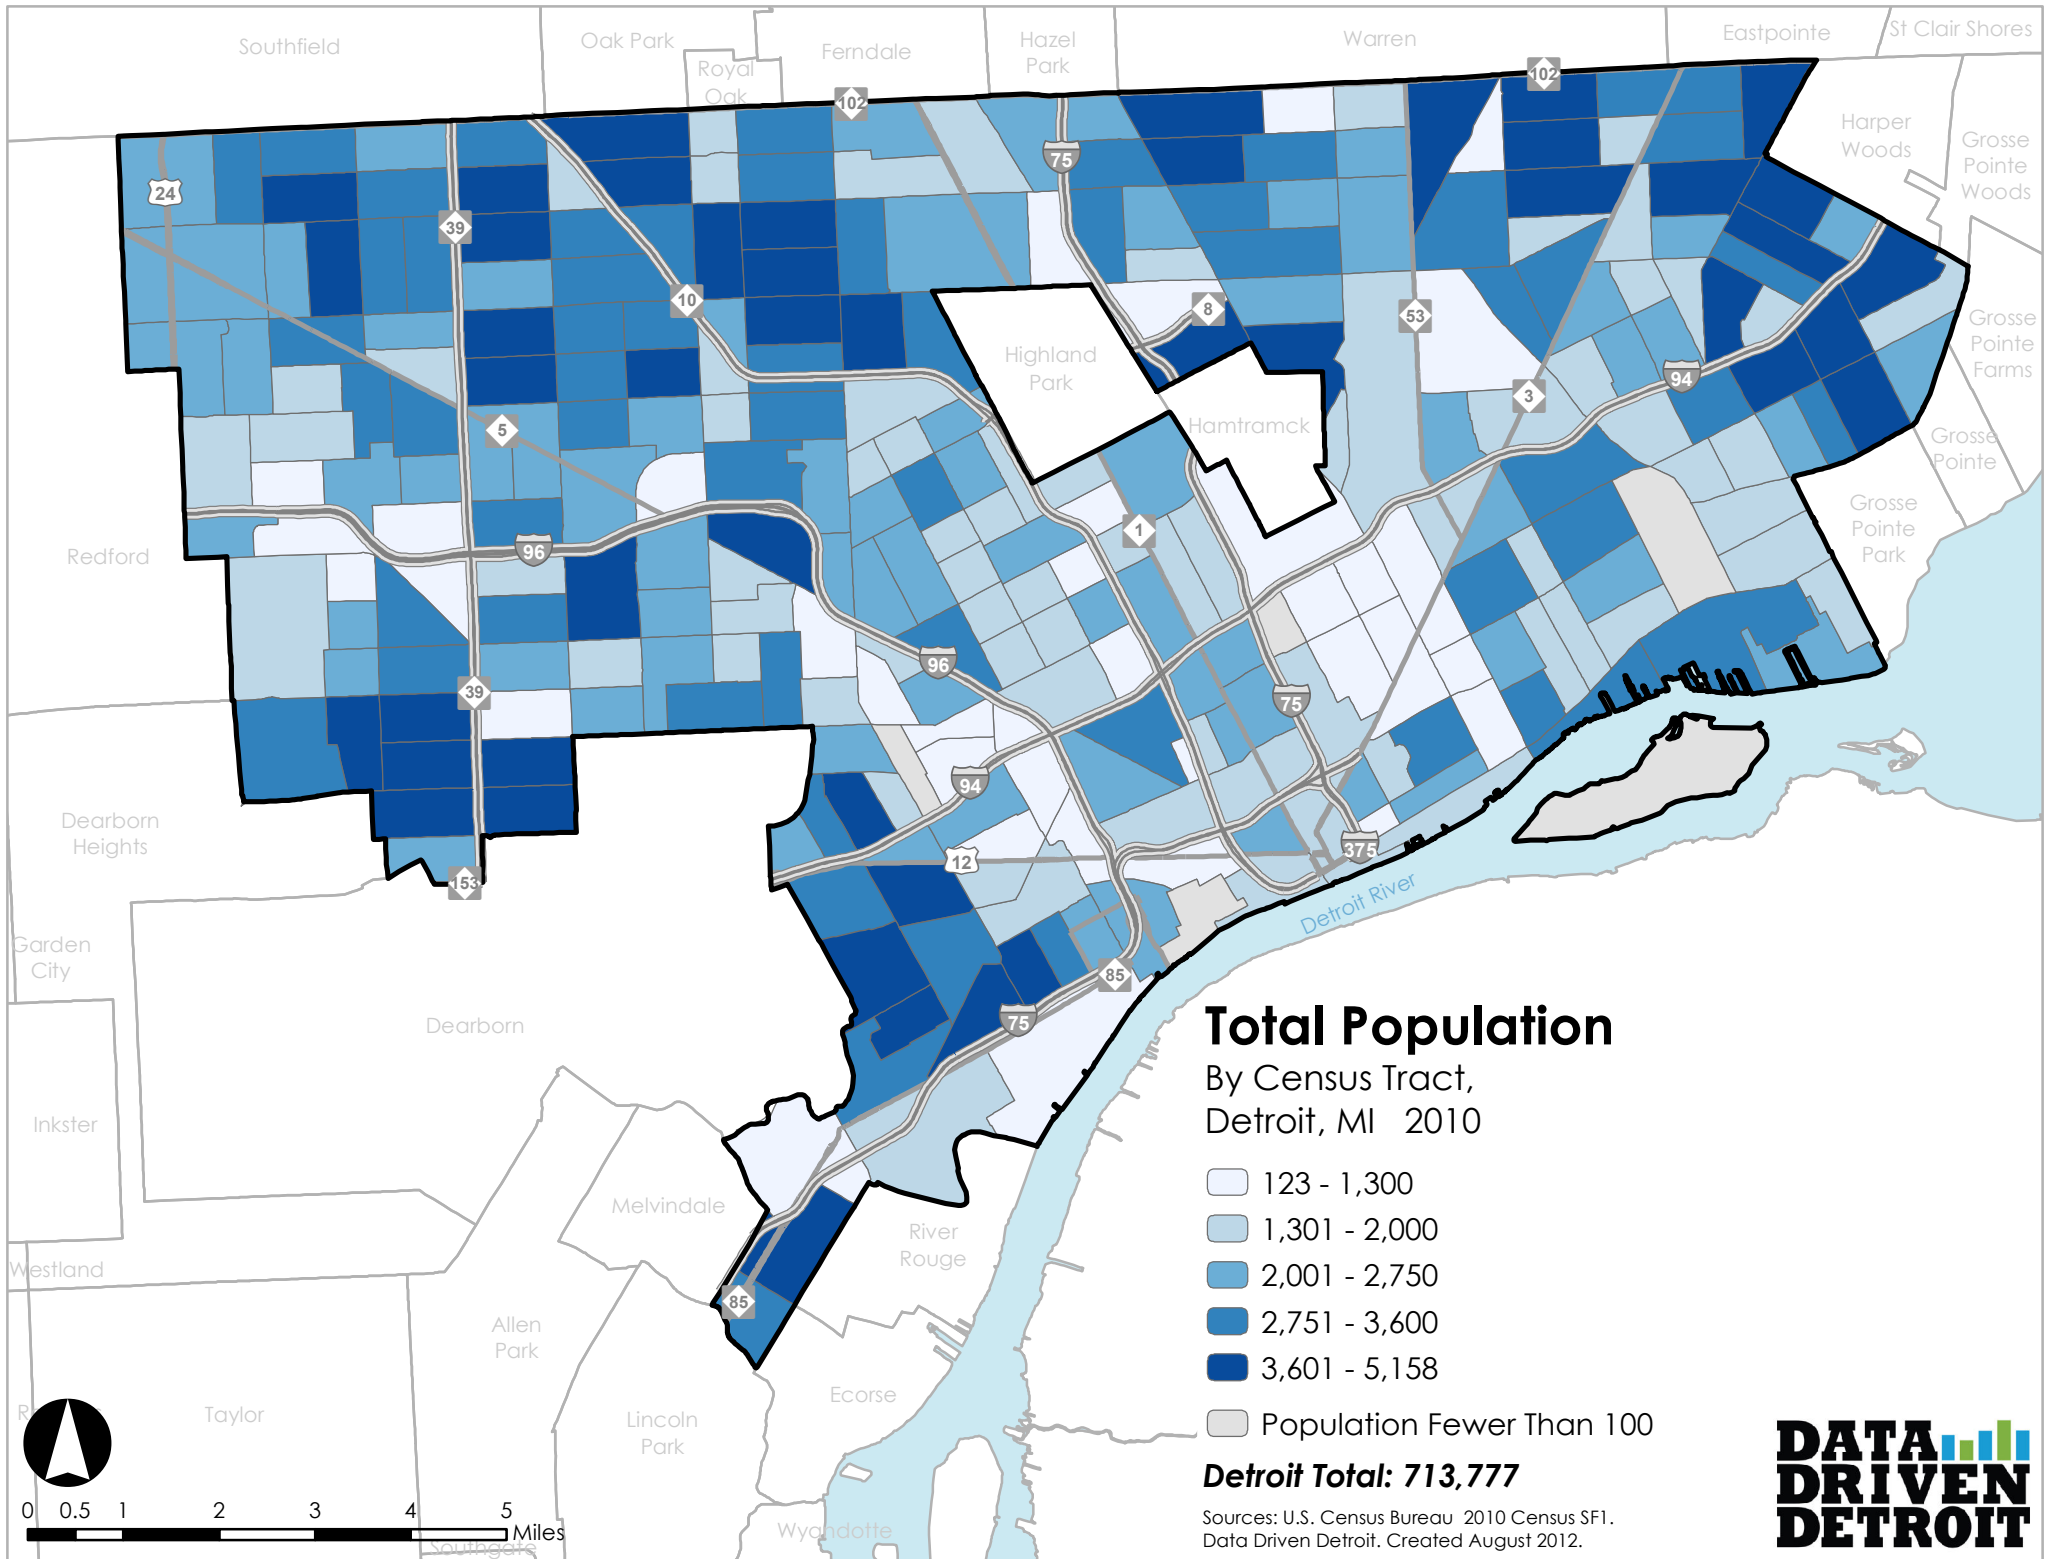 Southfield
Oak Park
Royal
Oak
Ferndale
Hazel
Park
Warren
Eastpointe
St Clair Shores
102
102
Harper
Woods
Grosse
Pointe
Woods
75
24
39
10
8
53
Highland
Park
Hamtramck
3
94
Grosse
Pointe
Farms
Grosse
Pointe
Grosse
Pointe
Park
5
1
96
Redford
96
39
75
94
12
375
Detroit River
Dearborn
Heights
153
Garden
City
85
75
Dearborn
Inkster
Melvindale
River
Rouge
Westland
85
Allen
Park
Taylor
Lincoln
Park
Ecorse
Wyandotte
Southgate
Total Population
By Census Tract,
Detroit, MI 2010
123 - 1,300
1,301 - 2,000
2,001 - 2,750
2,751 - 3,600
3,601 - 5,158
Population Fewer Than 100
Detroit Total: 713,777
Sources: U.S. Census Bureau 2010 Census SF1.
Data Driven Detroit. Created August 2012.
0 0.5 1 2 3 4 5
Miles
DATA
DRIVEN
DETROIT